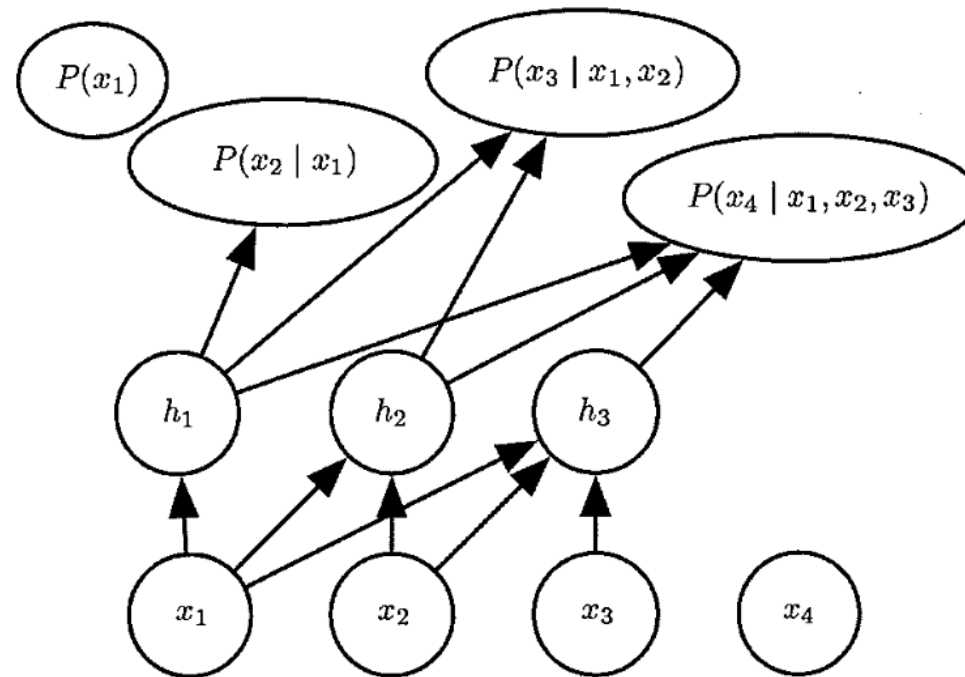 P(x₁)
P(x₃ | x₁, x₂)
P(x₂ | x₁)
P(x₄ | x₁, x₂, x₃)
h₁
h₂
h₃
x₁
x₂
x₃
x₄